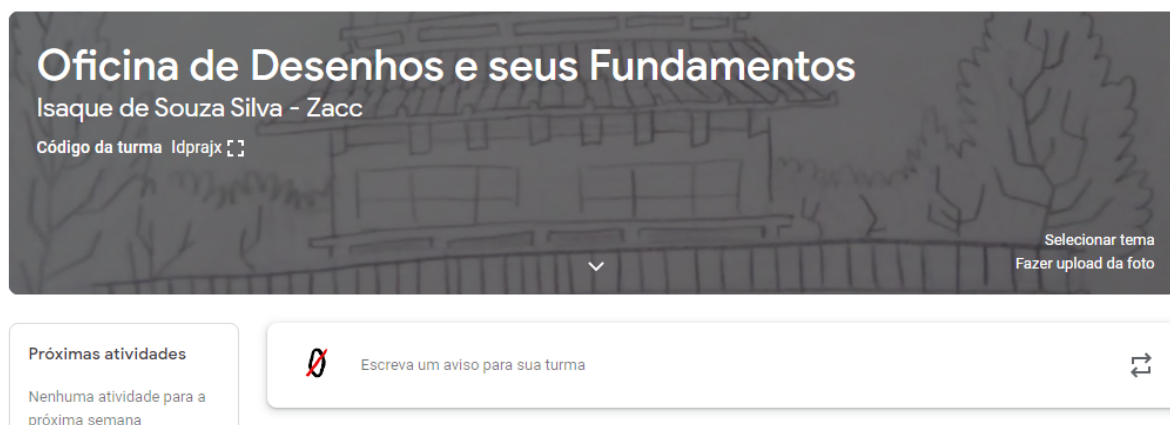 Oficina de Desenhos e seus Fundamentos
Isaque de Souza Silva - Zacc
Código da turma ldprajx
Selecionar tema
Fazer upload da foto
Próximas atividades
Nenhuma atividade para a
próxima semana
Escreva um aviso para sua turma